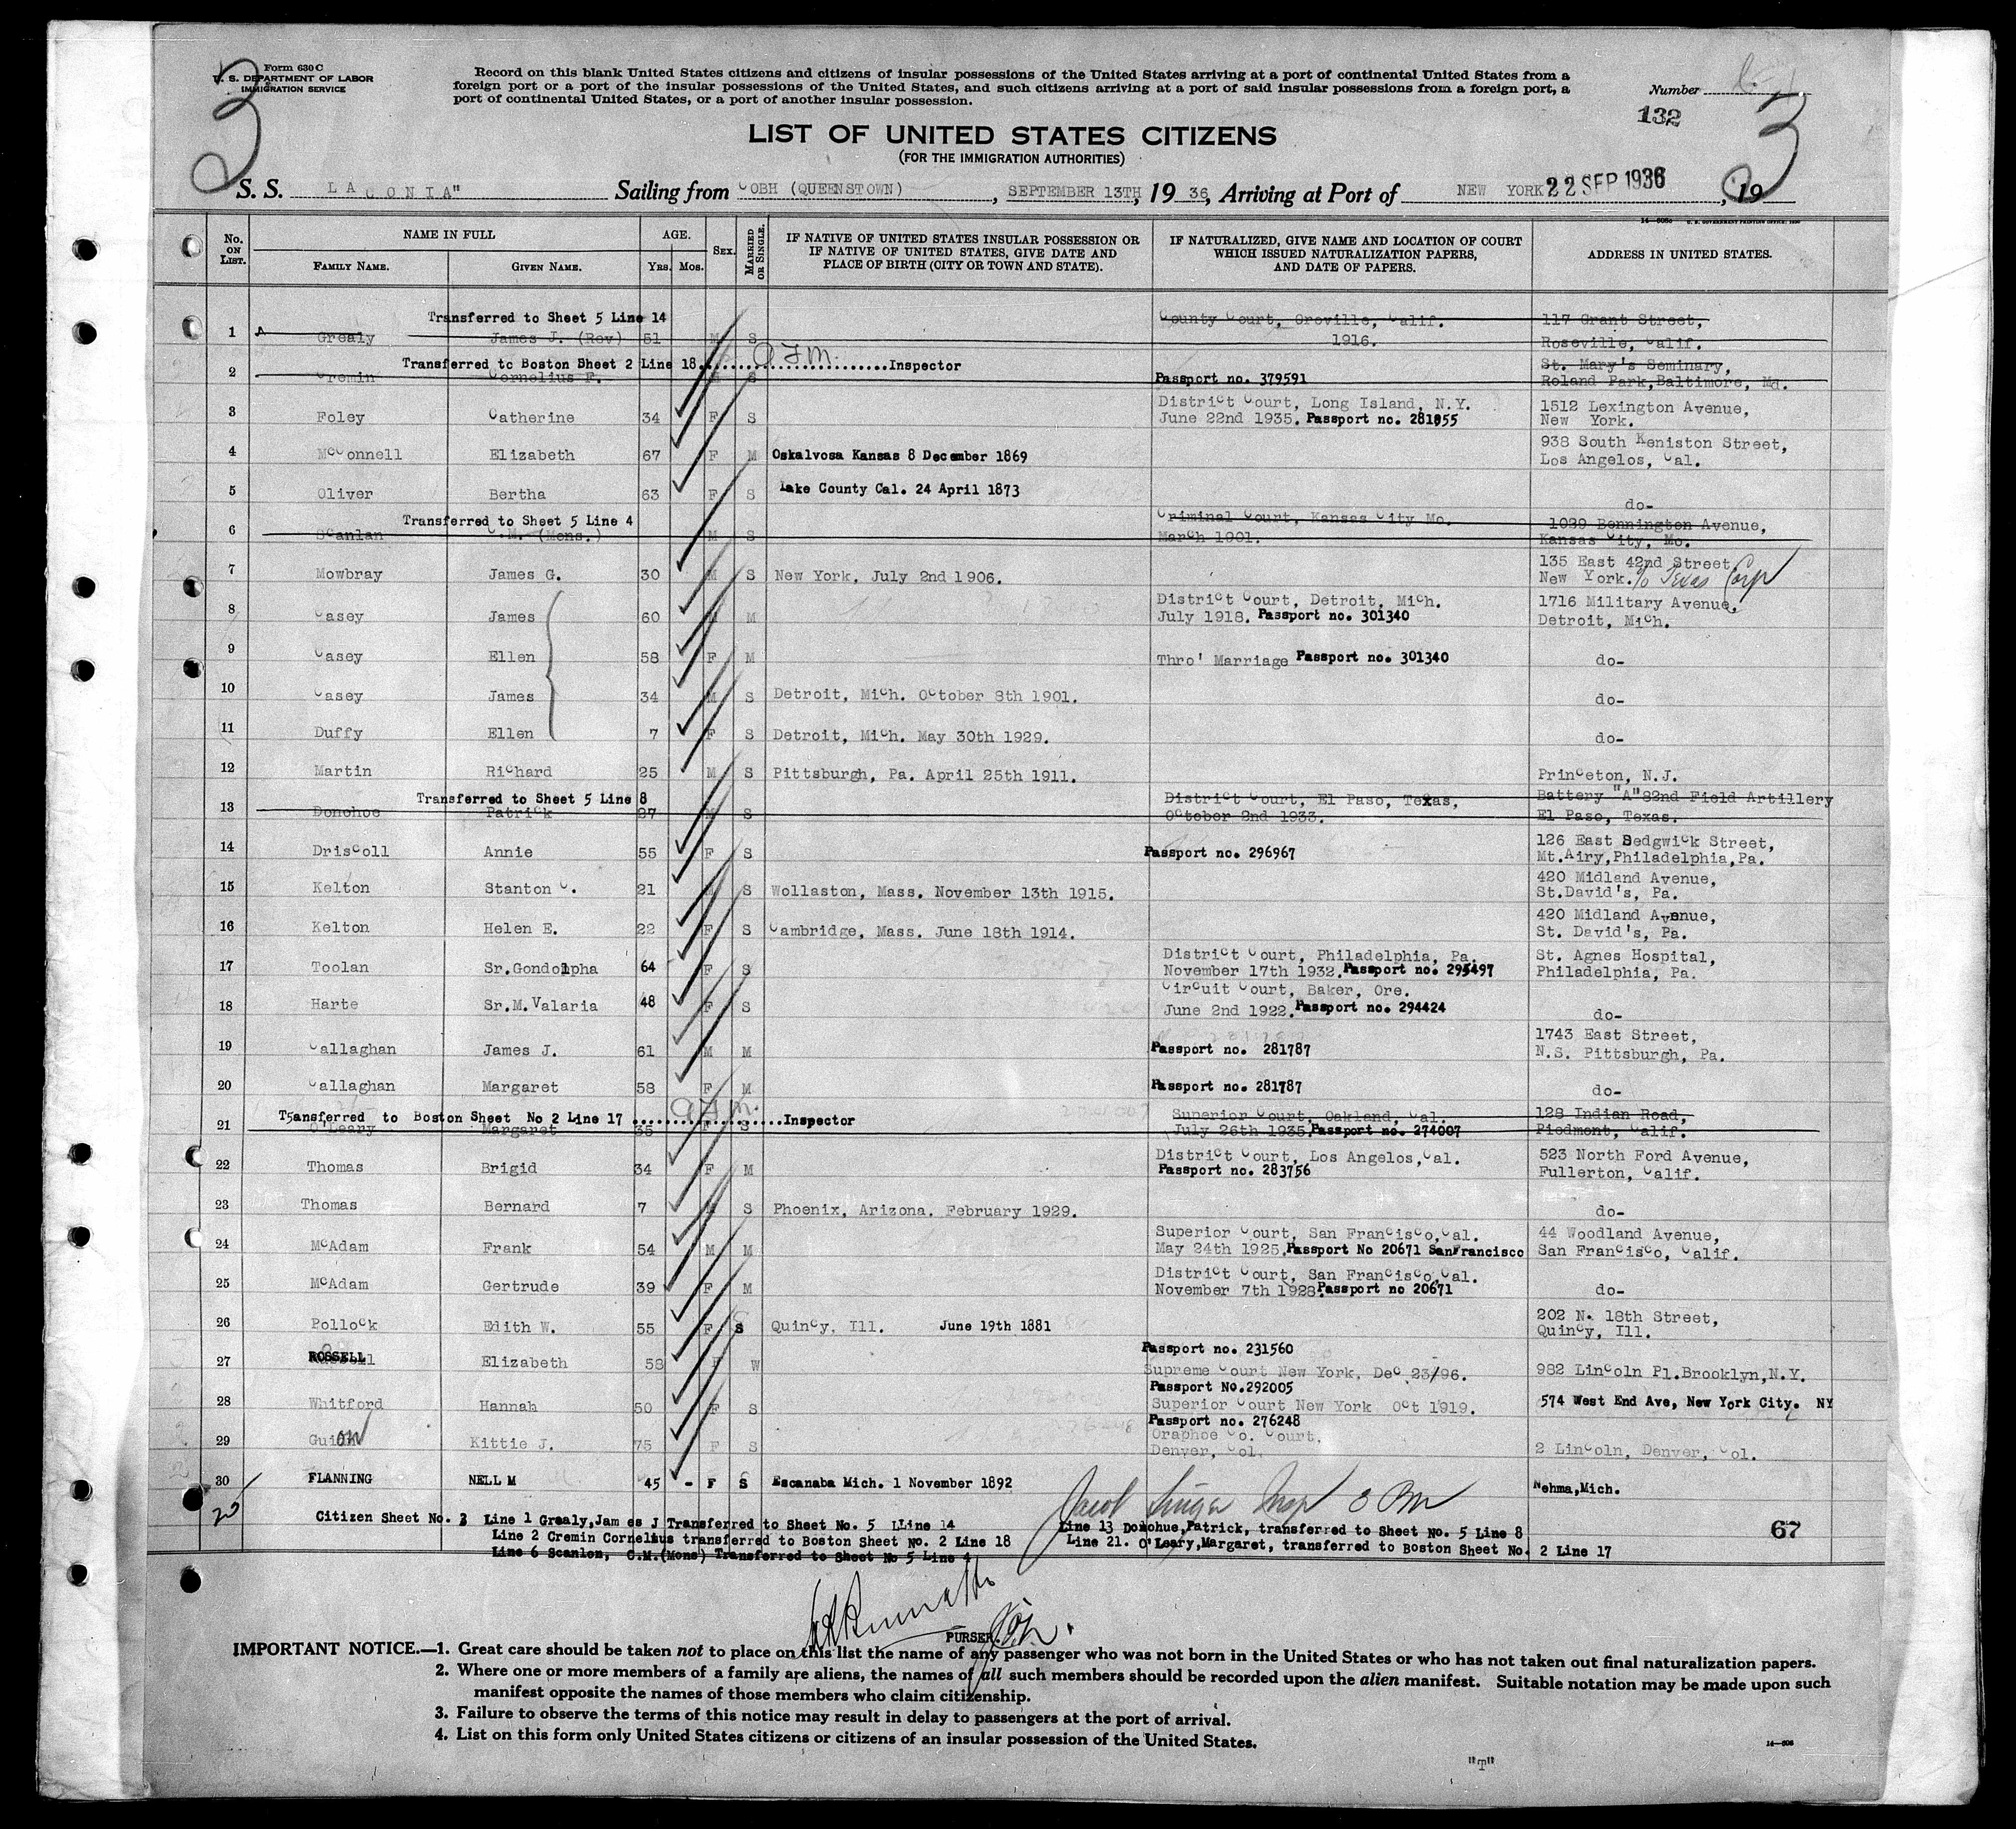 Form 630 C
U. S. DEPARTMENT OF LABOR
IMMIGRATION SERVICE
3
Record on this blank United States citizens and citizens of insular possessions of the United States arriving at a port of continental United States from a
foreign port or a port of the insular possessions of the United States, and such citizens arriving at a port of said insular possessions from a foreign port, a
port of continental United States, or a port of another insular possession.
Number
132
3
LIST OF UNITED STATES CITIZENS
(FOR THE IMMIGRATION AUTHORITIES)
S. S. LACONIA" Sailing from COBH (QUEENSTOWN), SEPTEMBER 13TH, 19 36, Arriving at Port of NEW YORK 22 SEP 1936, 19
14—505c U. S. GOVERNMENT PRINTING OFFICE: 1930
No. ON LIST. NAME IN FULL AGE. SEX. MARRIED OR SINGLE. IF NATIVE OF UNITED STATES INSULAR POSSESSION OR IF NATIVE OF UNITED STATES, GIVE DATE AND PLACE OF BIRTH (CITY OR TOWN AND STATE). IF NATURALIZED, GIVE NAME AND LOCATION OF COURT WHICH ISSUED NATURALIZATION PAPERS, AND DATE OF PAPERS. ADDRESS IN UNITED STATES.
FAMILY NAME. GIVEN NAME. YRS. MOS.
Transferred to Sheet 5 Line 14
1 Grealy James J. (Rev) 51 M S County Court, Oroville, Calif. 1916. 117 Grant Street, Roseville, Calif.
Transferred to Boston Sheet 2 Line 18 A.F.M. Inspector
2 Cremin Cornelius F. M S Passport no. 379591 St. Mary's Seminary, Roland Park, Baltimore, Md.
3 Foley Catherine 34 F S District Court, Long Island, N.Y. June 22nd 1935. Passport no. 281955 1512 Lexington Avenue, New York.
4 McConnell Elizabeth 67 F M Oskalvosa Kansas 8 December 1869 938 South Keniston Street, Los Angelos, Cal.
5 Oliver Bertha 63 F S Lake County Cal. 24 April 1873 do-
Transferred to Sheet 5 Line 4
6 Scanlan C.M. (Mons.) M S Criminal Court, Kansas City Mo. March 1901. 1029 Bennington Avenue, Kansas City, Mo.
7 Mowbray James G. 30 M S New York, July 2nd 1906. 135 East 42nd Street, New York. c/o Texas Corp
8 Casey James 60 M M District Court, Detroit, Mich. July 1918. Passport no. 301340 1716 Military Avenue, Detroit, Mich.
9 Casey Ellen 58 F M Thro' Marriage Passport no. 301340 do-
10 Casey James 34 M S Detroit, Mich. October 8th 1901. do-
11 Duffy Ellen 7 F S Detroit, Mich. May 30th 1929. do-
12 Martin Richard 25 M S Pittsburgh, Pa. April 25th 1911. Princeton, N.J.
Transferred to Sheet 5 Line 8
13 Donohoe Patrick 27 M S District Court, El Paso, Texas, October 2nd 1933. Battery "A" 82nd Field Artillery El Paso, Texas.
14 Driscoll Annie 55 F S Passport no. 296967 126 East Sedgwick Street, Mt.Airy, Philadelphia, Pa.
15 Kelton Stanton C. 21 M S Wollaston, Mass. November 13th 1915. 420 Midland Avenue, St.David's, Pa.
16 Kelton Helen E. 22 F S Cambridge, Mass. June 18th 1914. 420 Midland Avenue, St. David's, Pa.
17 Toolan Sr.Gondolpha 64 F S District Court, Philadelphia, Pa. November 17th 1932. Passport no. 295497 St. Agnes Hospital, Philadelphia, Pa.
18 Harte Sr.M.Valaria 48 F S Circuit Court, Baker, Ore. June 2nd 1922. Passport no. 294424 do-
19 Callaghan James J. 61 M M Passport no. 281787 1743 East Street, N.S. Pittsburgh, Pa.
20 Callaghan Margaret 58 F M Passport no. 281787 do-
T5ansferred to Boston Sheet No 2 Line 17 A.F.M. Inspector
21 O'Leary Margaret 35 F S Superior Court, Oakland, Cal. July 26th 1935. Passport no. 274007 128 Indian Road, Piedmont, Calif.
22 Thomas Brigid 34 F M District Court, Los Angelos, Cal. Passport no. 283756 523 North Ford Avenue, Fullerton, Calif.
23 Thomas Bernard 7 M S Phoenix, Arizona. February 1929. do-
24 McAdam Frank 54 M M Superior Court, San Francisco, Cal. May 24th 1925. Passport No 20671 SanFrancisco 44 Woodland Avenue, San Francisco, Calif.
25 McAdam Gertrude 39 F M District Court, San Francisco, Cal. November 7th 1928. Passport no 20671 do-
26 Pollock Edith W. 55 F S Quincy, Ill. June 19th 1881 202 N. 18th Street, Quincy, Ill.
27 ROSSELL Elizabeth 58 F W Passport no. 231560 Supreme Court New York, Dec 23/96. 982 Lincoln Pl. Brooklyn, N.Y.
28 Whitford Hannah 50 F S Passport No.292005 Superior Court New York Oct 1919. 574 West End Ave, New York City. NY
29 Guion Kittie J. 75 F S Passport no. 276248 Oraphoe Co. Court, Denver, Col. 2 Lincoln, Denver, Col.
30 FLANNING NELL M 45 - F S Escanaba Mich. 1 November 1892 Nehma, Mich.
Citizen Sheet No. 3 Line 1 Grealy, James J Transferred to Sheet No. 5 LLine 14 Line 13 Donohue, Patrick, transferred to Sheet No. 5 Line 8 67
Line 2 Cremin Cornelius transferred to Boston Sheet No. 2 Line 18 Line 21. O'Leary, Margaret, transferred to Boston Sheet No. 2 Line 17
Line 6 Scanlon, C.M.(Mons) Transferred to Sheet No 5 Line 4
PURSER.
IMPORTANT NOTICE.—1. Great care should be taken not to place on this list the name of any passenger who was not born in the United States or who has not taken out final naturalization papers.
2. Where one or more members of a family are aliens, the names of all such members should be recorded upon the alien manifest. Suitable notation may be made upon such
manifest opposite the names of those members who claim citizenship.
3. Failure to observe the terms of this notice may result in delay to passengers at the port of arrival.
4. List on this form only United States citizens or citizens of an insular possession of the United States.
"T"